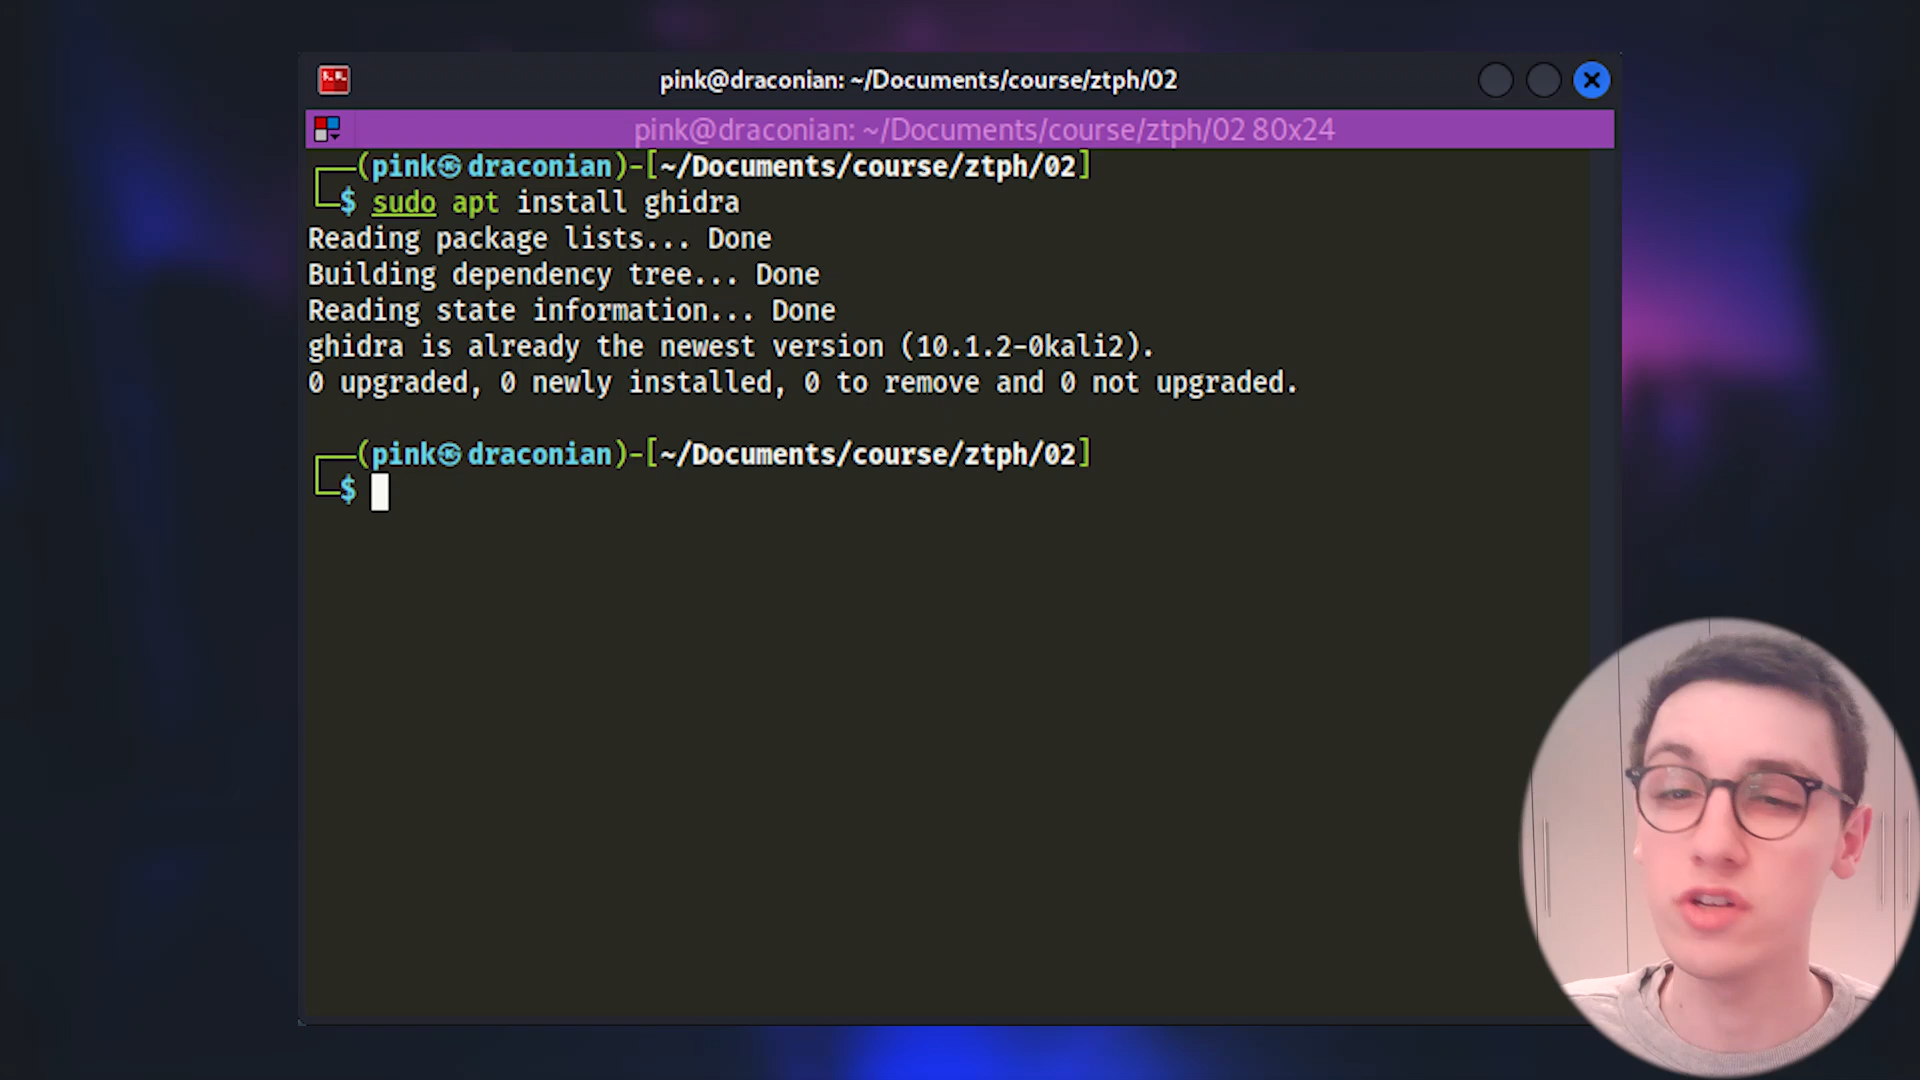 pink@draconian: ~/Documents/course/ztph/02
pink@draconian: ~/Documents/course/ztph/02 80x24
┌──(pink㉿draconian)-[~/Documents/course/ztph/02]
└─$ sudo apt install ghidra
Reading package lists... Done
Building dependency tree... Done
Reading state information... Done
ghidra is already the newest version (10.1.2-0kali2).
0 upgraded, 0 newly installed, 0 to remove and 0 not upgraded.
┌──(pink㉿draconian)-[~/Documents/course/ztph/02]
└─$